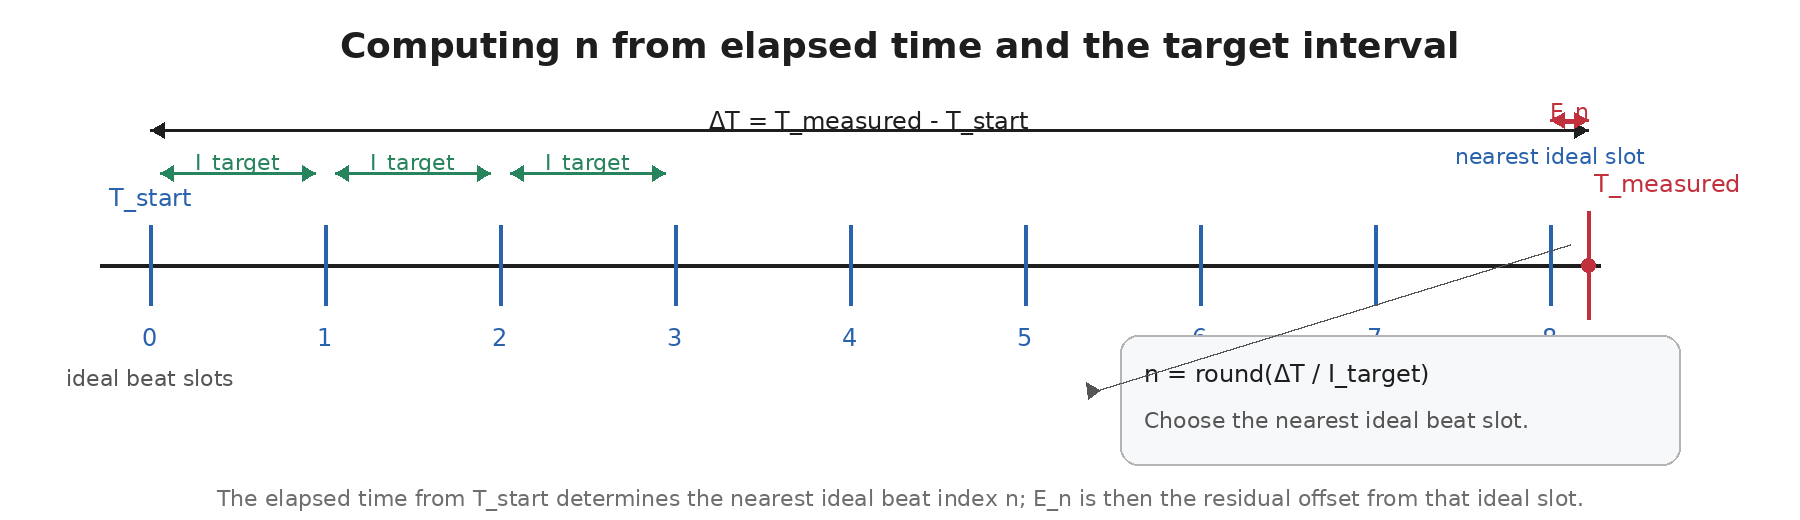 Computing n from elapsed time and the target interval
E_n
ΔT = T_measured - T_start
nearest ideal slot
I_target I_target I_target
T_measured
T_start
0 1 2 3 4 5 6 7 8
ideal beat slots
n = round(ΔT / I_target)
Choose the nearest ideal beat slot.
The elapsed time from T_start determines the nearest ideal beat index n; E_n is then the residual offset from that ideal slot.